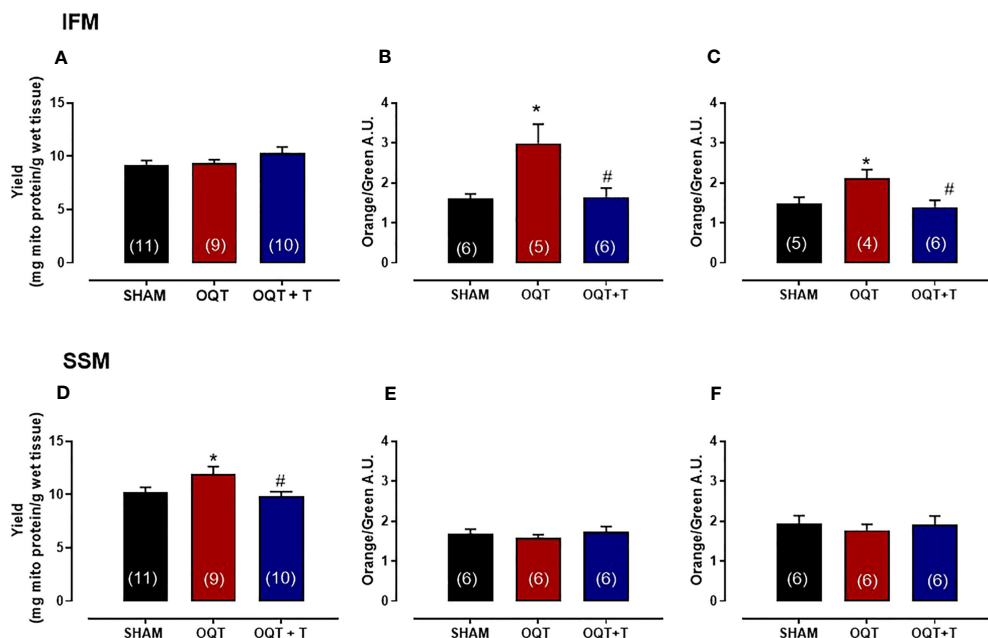 IFM
A
Yield
(mg mito protein/g wet tissue)
15
10
5
0
(11)
(9)
(10)
SHAM
OQT
OQT + T
B
Orange/Green A.U.
4
3
2
1
0
*
#
(6)
(5)
(6)
SHAM
OQT
OQT+T
C
Orange/Green A.U.
4
3
2
1
0
*
#
(5)
(4)
(6)
SHAM
OQT
OQT+T
SSM
D
Yield
(mg mito protein/g wet tissue)
15
10
5
0
*
#
(11)
(9)
(10)
SHAM
OQT
OQT + T
E
Orange/Green A.U.
4
3
2
1
0
(6)
(6)
(6)
SHAM
OQT
OQT+T
F
Orange/Green A.U.
4
3
2
1
0
(6)
(6)
(6)
SHAM
OQT
OQT+T